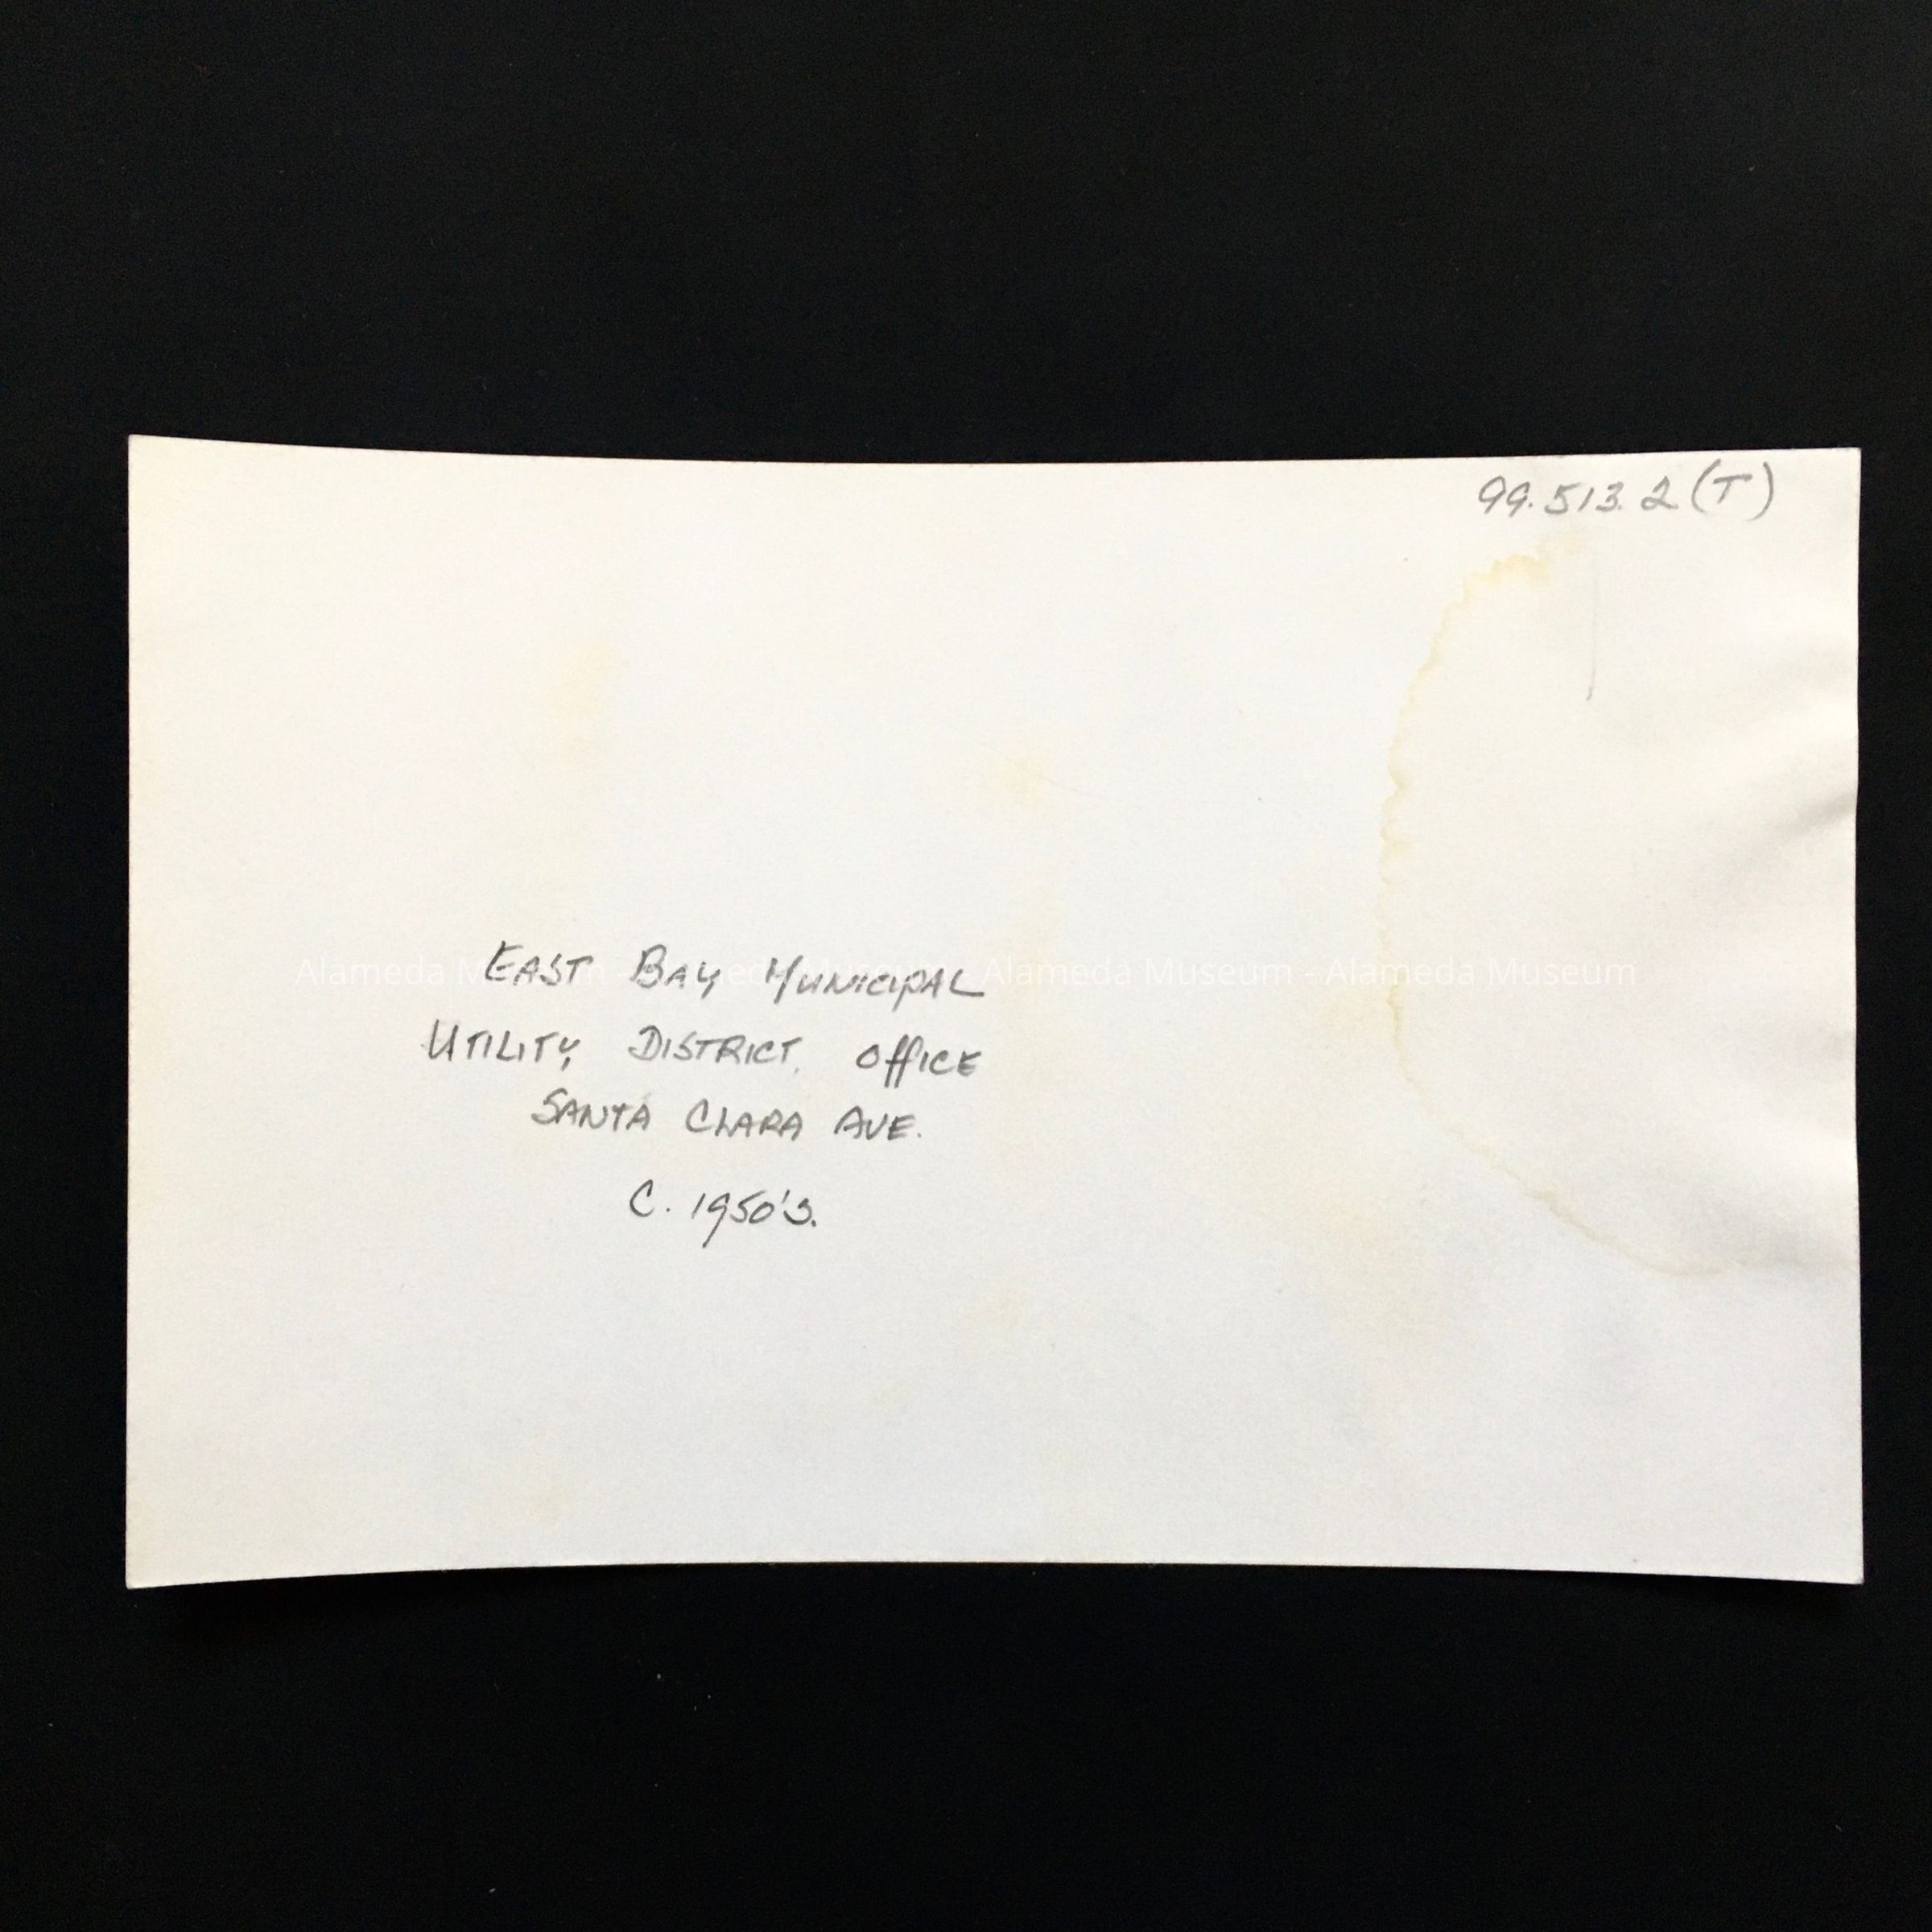 99.513.2 (T)
Alameda Museum - Alameda Museum - Alameda Museum - Alameda Museum
EAST BAY MUNICIPAL
UTILITY DISTRICT. OFFICE
SANTA CLARA AVE.
C. 1950's.